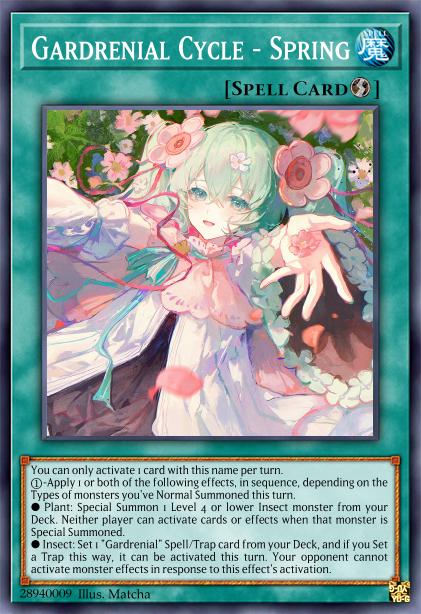 Gardrenial Cycle - Spring
SPELL
魔
[Spell Card]
You can only activate 1 card with this name per turn.
①-Apply 1 or both of the following effects, in sequence, depending on the
Types of monsters you've Normal Summoned this turn.
● Plant: Special Summon 1 Level 4 or lower Insect monster from your
Deck. Neither player can activate cards or effects when that monster is
Special Summoned.
● Insect: Set 1 "Gardrenial" Spell/Trap card from your Deck, and if you Set
a Trap this way, it can be activated this turn. Your opponent cannot
activate monster effects in response to this effect's activation.
28940009 Illus. Matcha